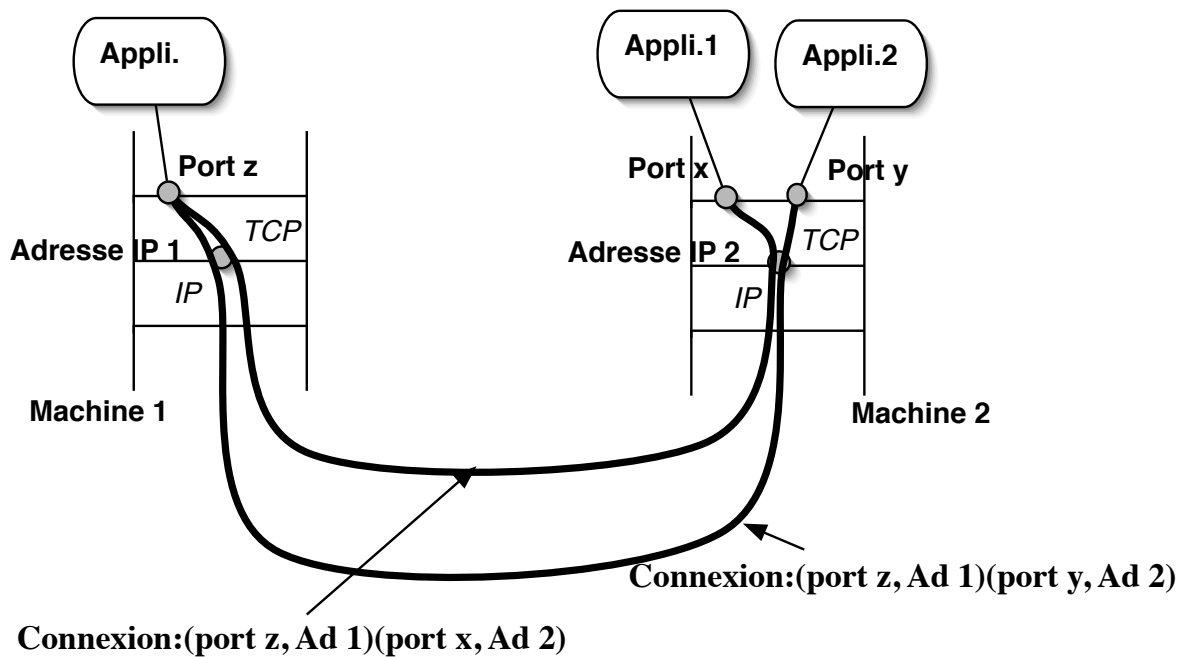 Appli.
Appli.1
Appli.2
Port z
Port x
Port y
TCP
Adresse IP 1
IP
TCP
Adresse IP 2
IP
Machine 1
Machine 2
Connexion:(port z, Ad 1)(port y, Ad 2)
Connexion:(port z, Ad 1)(port x, Ad 2)